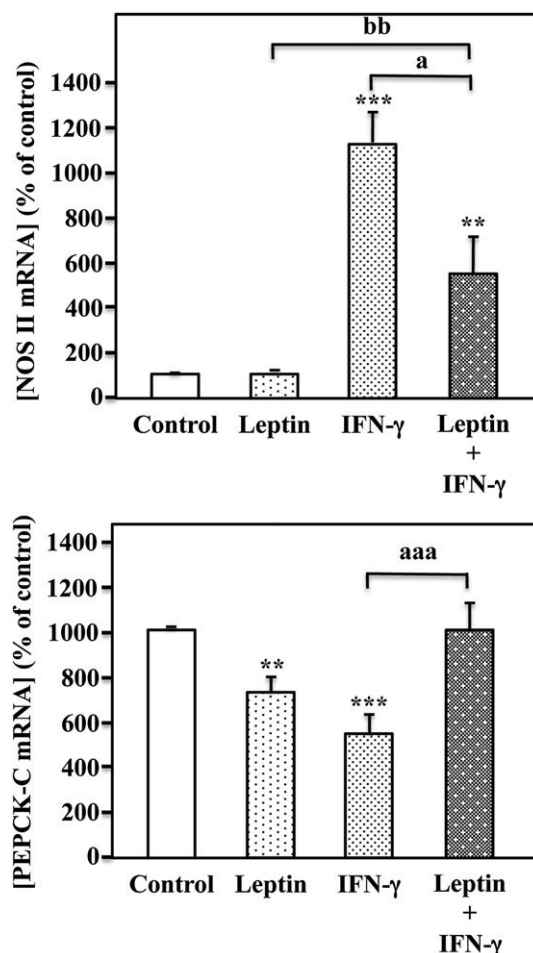 bb
a
[NOS II mRNA] (% of control)
1400
1200
1000
800
600
400
200
0
***
**
Control Leptin IFN-γ Leptin
+
IFN-γ
aaa
[PEPCK-C mRNA] (% of control)
1400
1200
1000
800
600
400
200
0
**
***
Control Leptin IFN-γ Leptin
+
IFN-γ